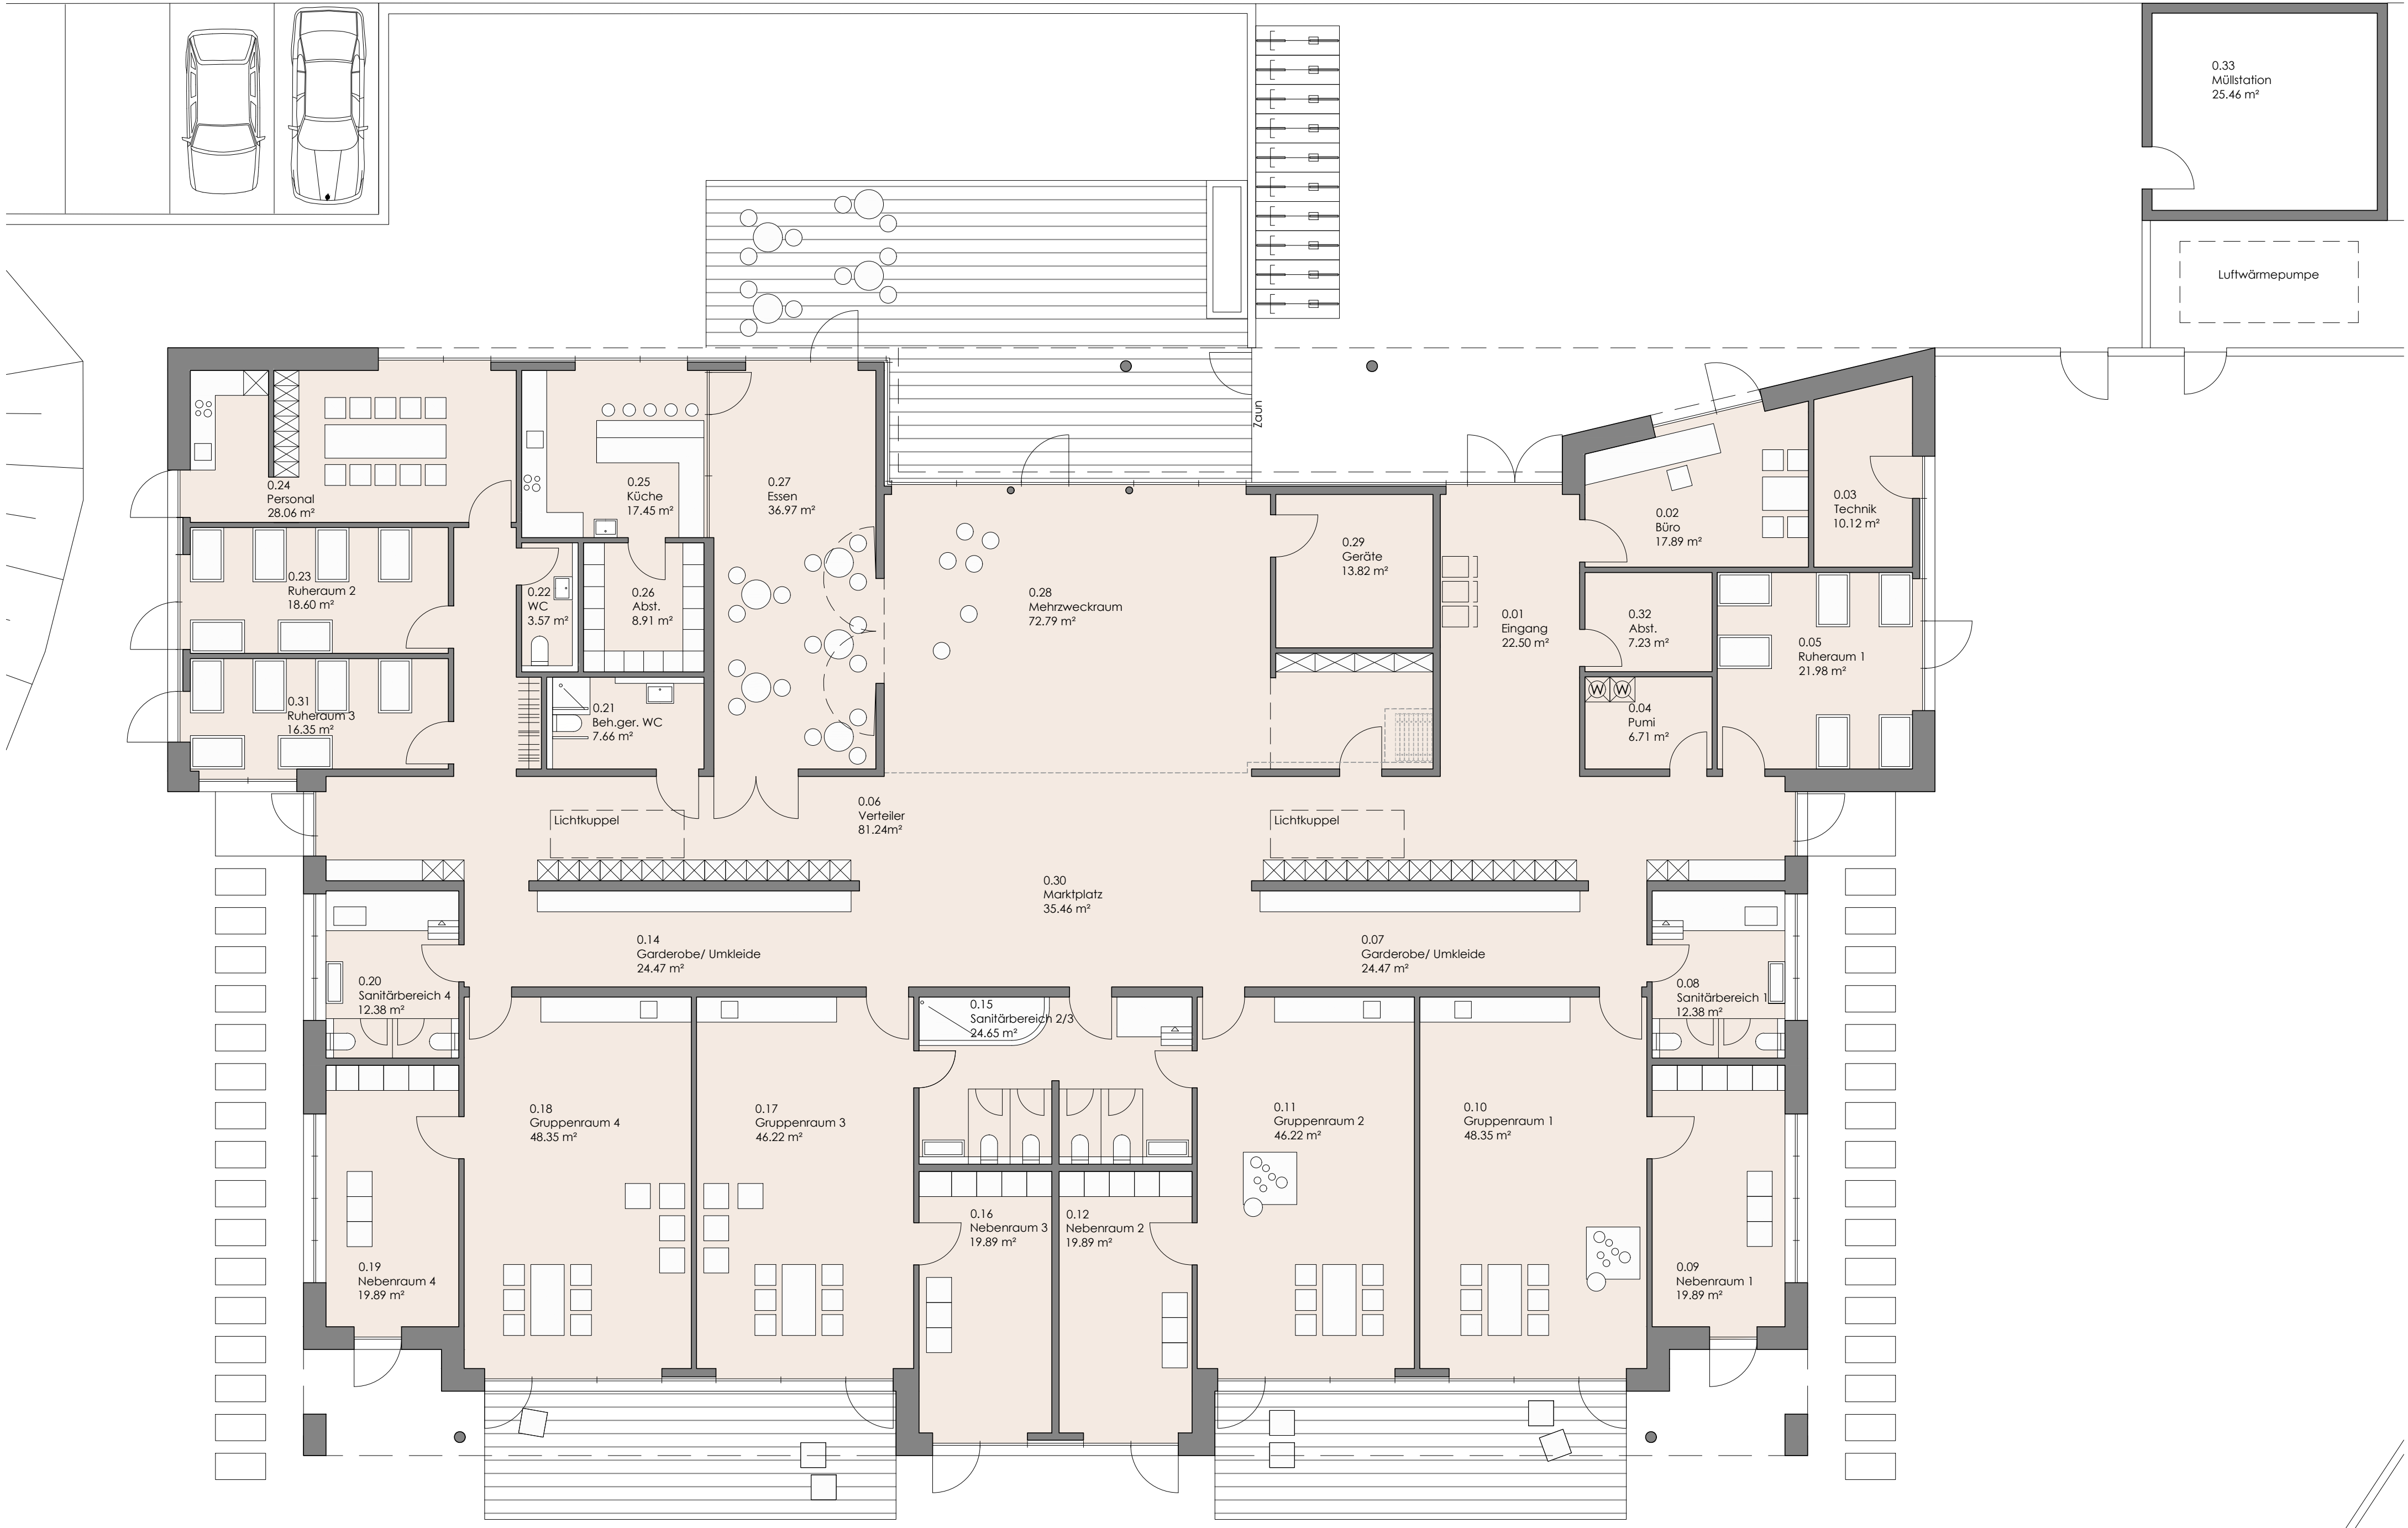 0.33
Müllstation
25.46 m²
Luftwärmepumpe
Zaun
0.24
Personal
28.06 m²
0.25
Küche
17.45 m²
0.27
Essen
36.97 m²
0.02
Büro
17.89 m²
0.03
Technik
10.12 m²
0.29
Geräte
13.82 m²
0.23
Ruheraum 2
18.60 m²
0.22
WC
3.57 m²
0.26
Abst.
8.91 m²
0.28
Mehrzweckraum
72.79 m²
0.01
Eingang
22.50 m²
0.32
Abst.
7.23 m²
0.05
Ruheraum 1
21.98 m²
0.31
Ruheraum 3
16.35 m²
0.21
Beh.ger. WC
7.66 m²
W
W
0.04
Pumi
6.71 m²
0.06
Verteiler
81.24m²
Lichtkuppel
Lichtkuppel
0.30
Marktplatz
35.46 m²
0.14
Garderobe/ Umkleide
24.47 m²
0.07
Garderobe/ Umkleide
24.47 m²
0.20
Sanitärbereich 4
12.38 m²
0.15
Sanitärbereich 2/3
24.65 m²
0.08
Sanitärbereich 1
12.38 m²
0.18
Gruppenraum 4
48.35 m²
0.17
Gruppenraum 3
46.22 m²
0.11
Gruppenraum 2
46.22 m²
0.10
Gruppenraum 1
48.35 m²
0.16
Nebenraum 3
19.89 m²
0.12
Nebenraum 2
19.89 m²
0.19
Nebenraum 4
19.89 m²
0.09
Nebenraum 1
19.89 m²